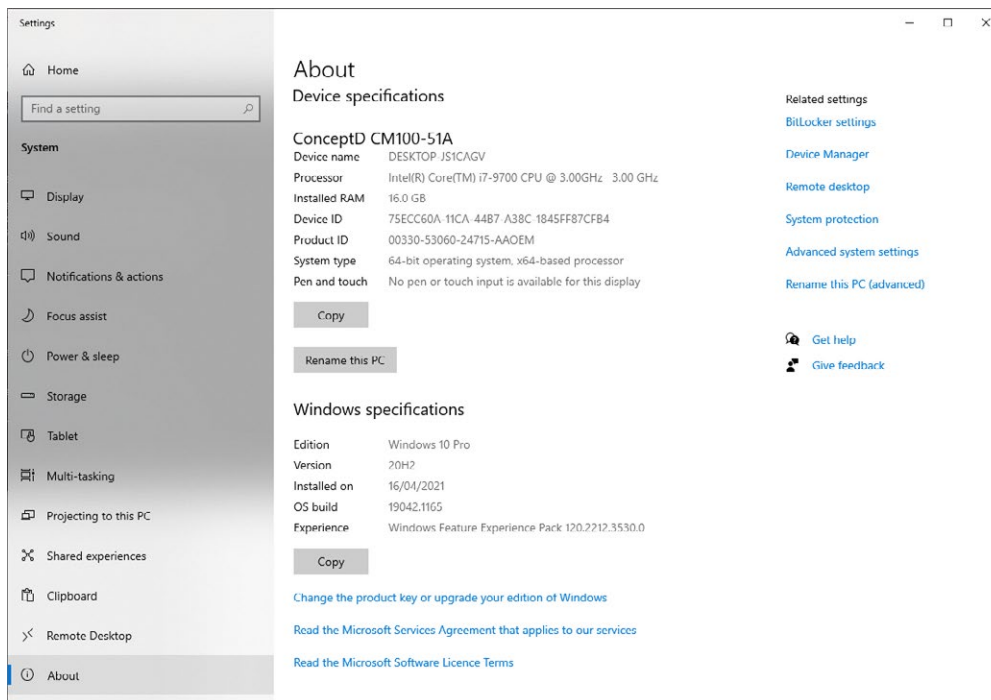 Settings
Home
Find a setting
System
Display
Sound
Notifications & actions
Focus assist
Power & sleep
Storage
Tablet
Multi-tasking
Projecting to this PC
Shared experiences
Clipboard
Remote Desktop
About
About
Device specifications
ConceptD CM100-51A
Device name DESKTOP-JS1CAGV
Processor Intel(R) Core(TM) i7-9700 CPU @ 3.00GHz 3.00 GHz
Installed RAM 16.0 GB
Device ID 75ECC60A-11CA-44B7-A38C-1845FF87CFB4
Product ID 00330-53060-24715-AAOEM
System type 64-bit operating system, x64-based processor
Pen and touch No pen or touch input is available for this display
Copy
Rename this PC
Windows specifications
Edition Windows 10 Pro
Version 20H2
Installed on 16/04/2021
OS build 19042.1165
Experience Windows Feature Experience Pack 120.2212.3530.0
Copy
Change the product key or upgrade your edition of Windows
Read the Microsoft Services Agreement that applies to our services
Read the Microsoft Software Licence Terms
Related settings
BitLocker settings
Device Manager
Remote desktop
System protection
Advanced system settings
Rename this PC (advanced)
Get help
Give feedback